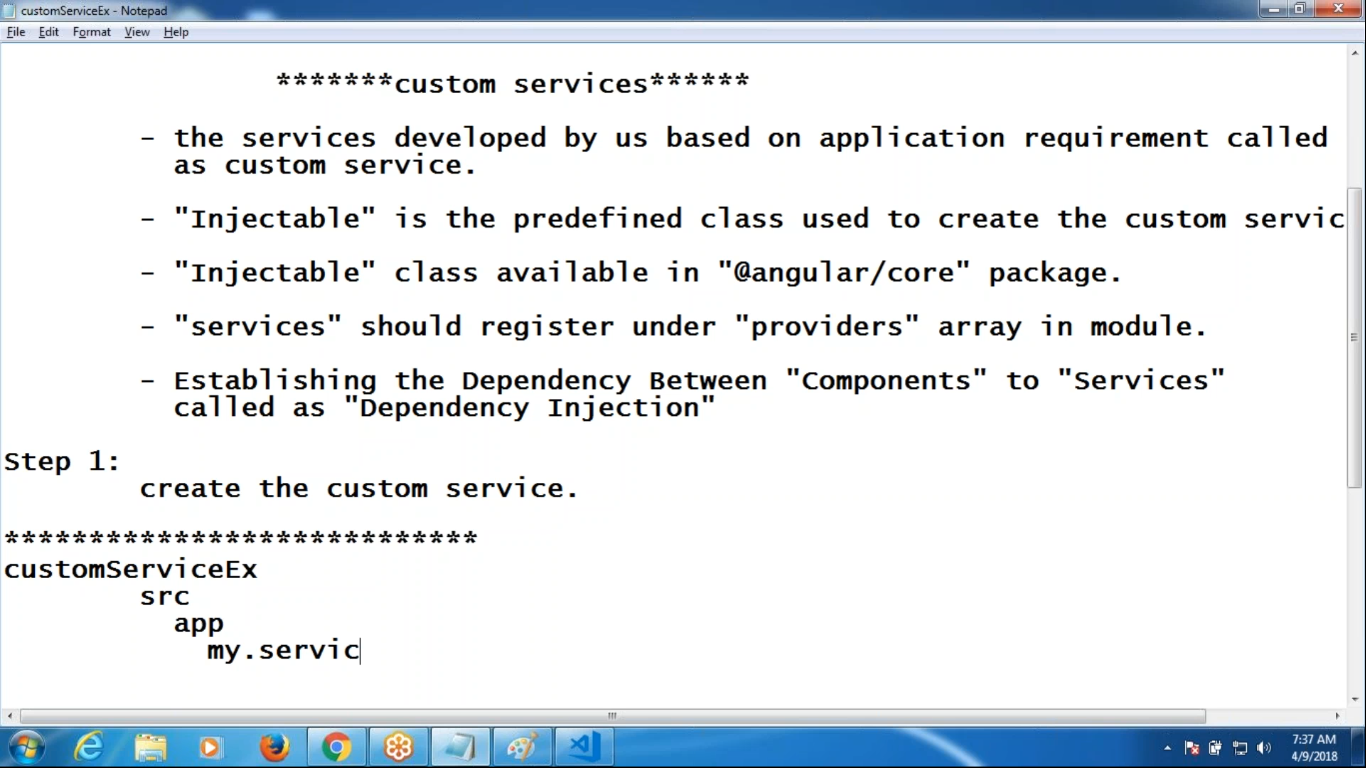 customServiceEx - Notepad
File Edit Format View Help
*******custom services******
- the services developed by us based on application requirement called
as custom service.
- "Injectable" is the predefined class used to create the custom servic
- "Injectable" class available in "@angular/core" package.
- "services" should register under "providers" array in module.
- Establishing the Dependency Between "Components" to "Services"
called as "Dependency Injection"
Step 1:
create the custom service.
****************************
customServiceEx
src
app
my.servic
7:37 AM
4/9/2018